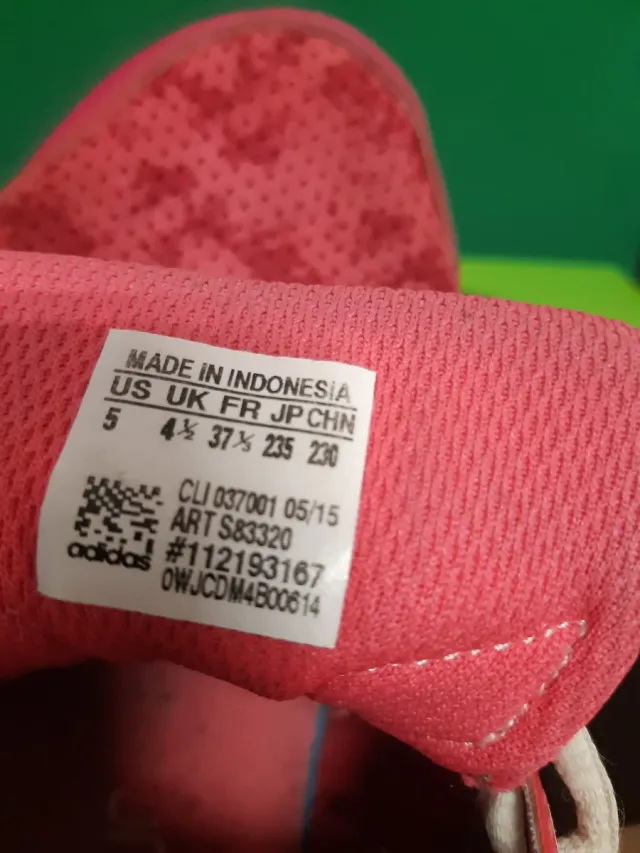 MADE IN INDONESIA
US UK FR JP CHN
5 4½ 37⅓ 235 230
CLI 037001 05/15
ART S83320
#112193167
adidas
0WJCDM4B00614